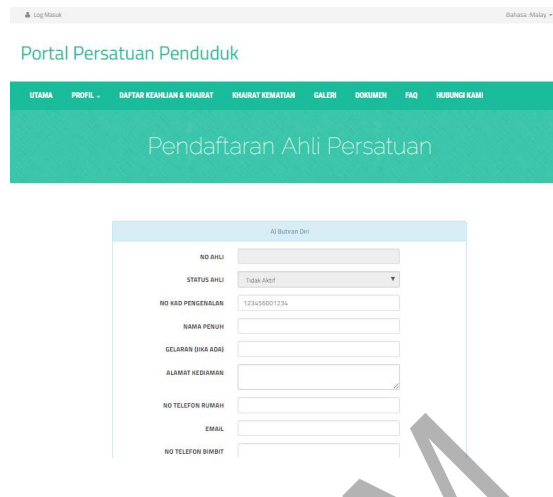 Log Masuk
Bahasa :Malay
Portal Persatuan Penduduk
UTAMA PROFIL DAFTAR KEAHLIAN & KHAIRAT KHAIRAT KEMATIAN GALERI DOKUMEN FAQ HUBUNGI KAMI
Pendaftaran Ahli Persatuan
A) Butiran Diri
NO AHLI
STATUS AHLI Tidak Aktif
NO KAD PENGENALAN 123456001234
NAMA PENUH
GELARAN (JIKA ADA)
ALAMAT KEDIAMAN
NO TELEFON RUMAH
EMAIL
NO TELEFON BIMBIT